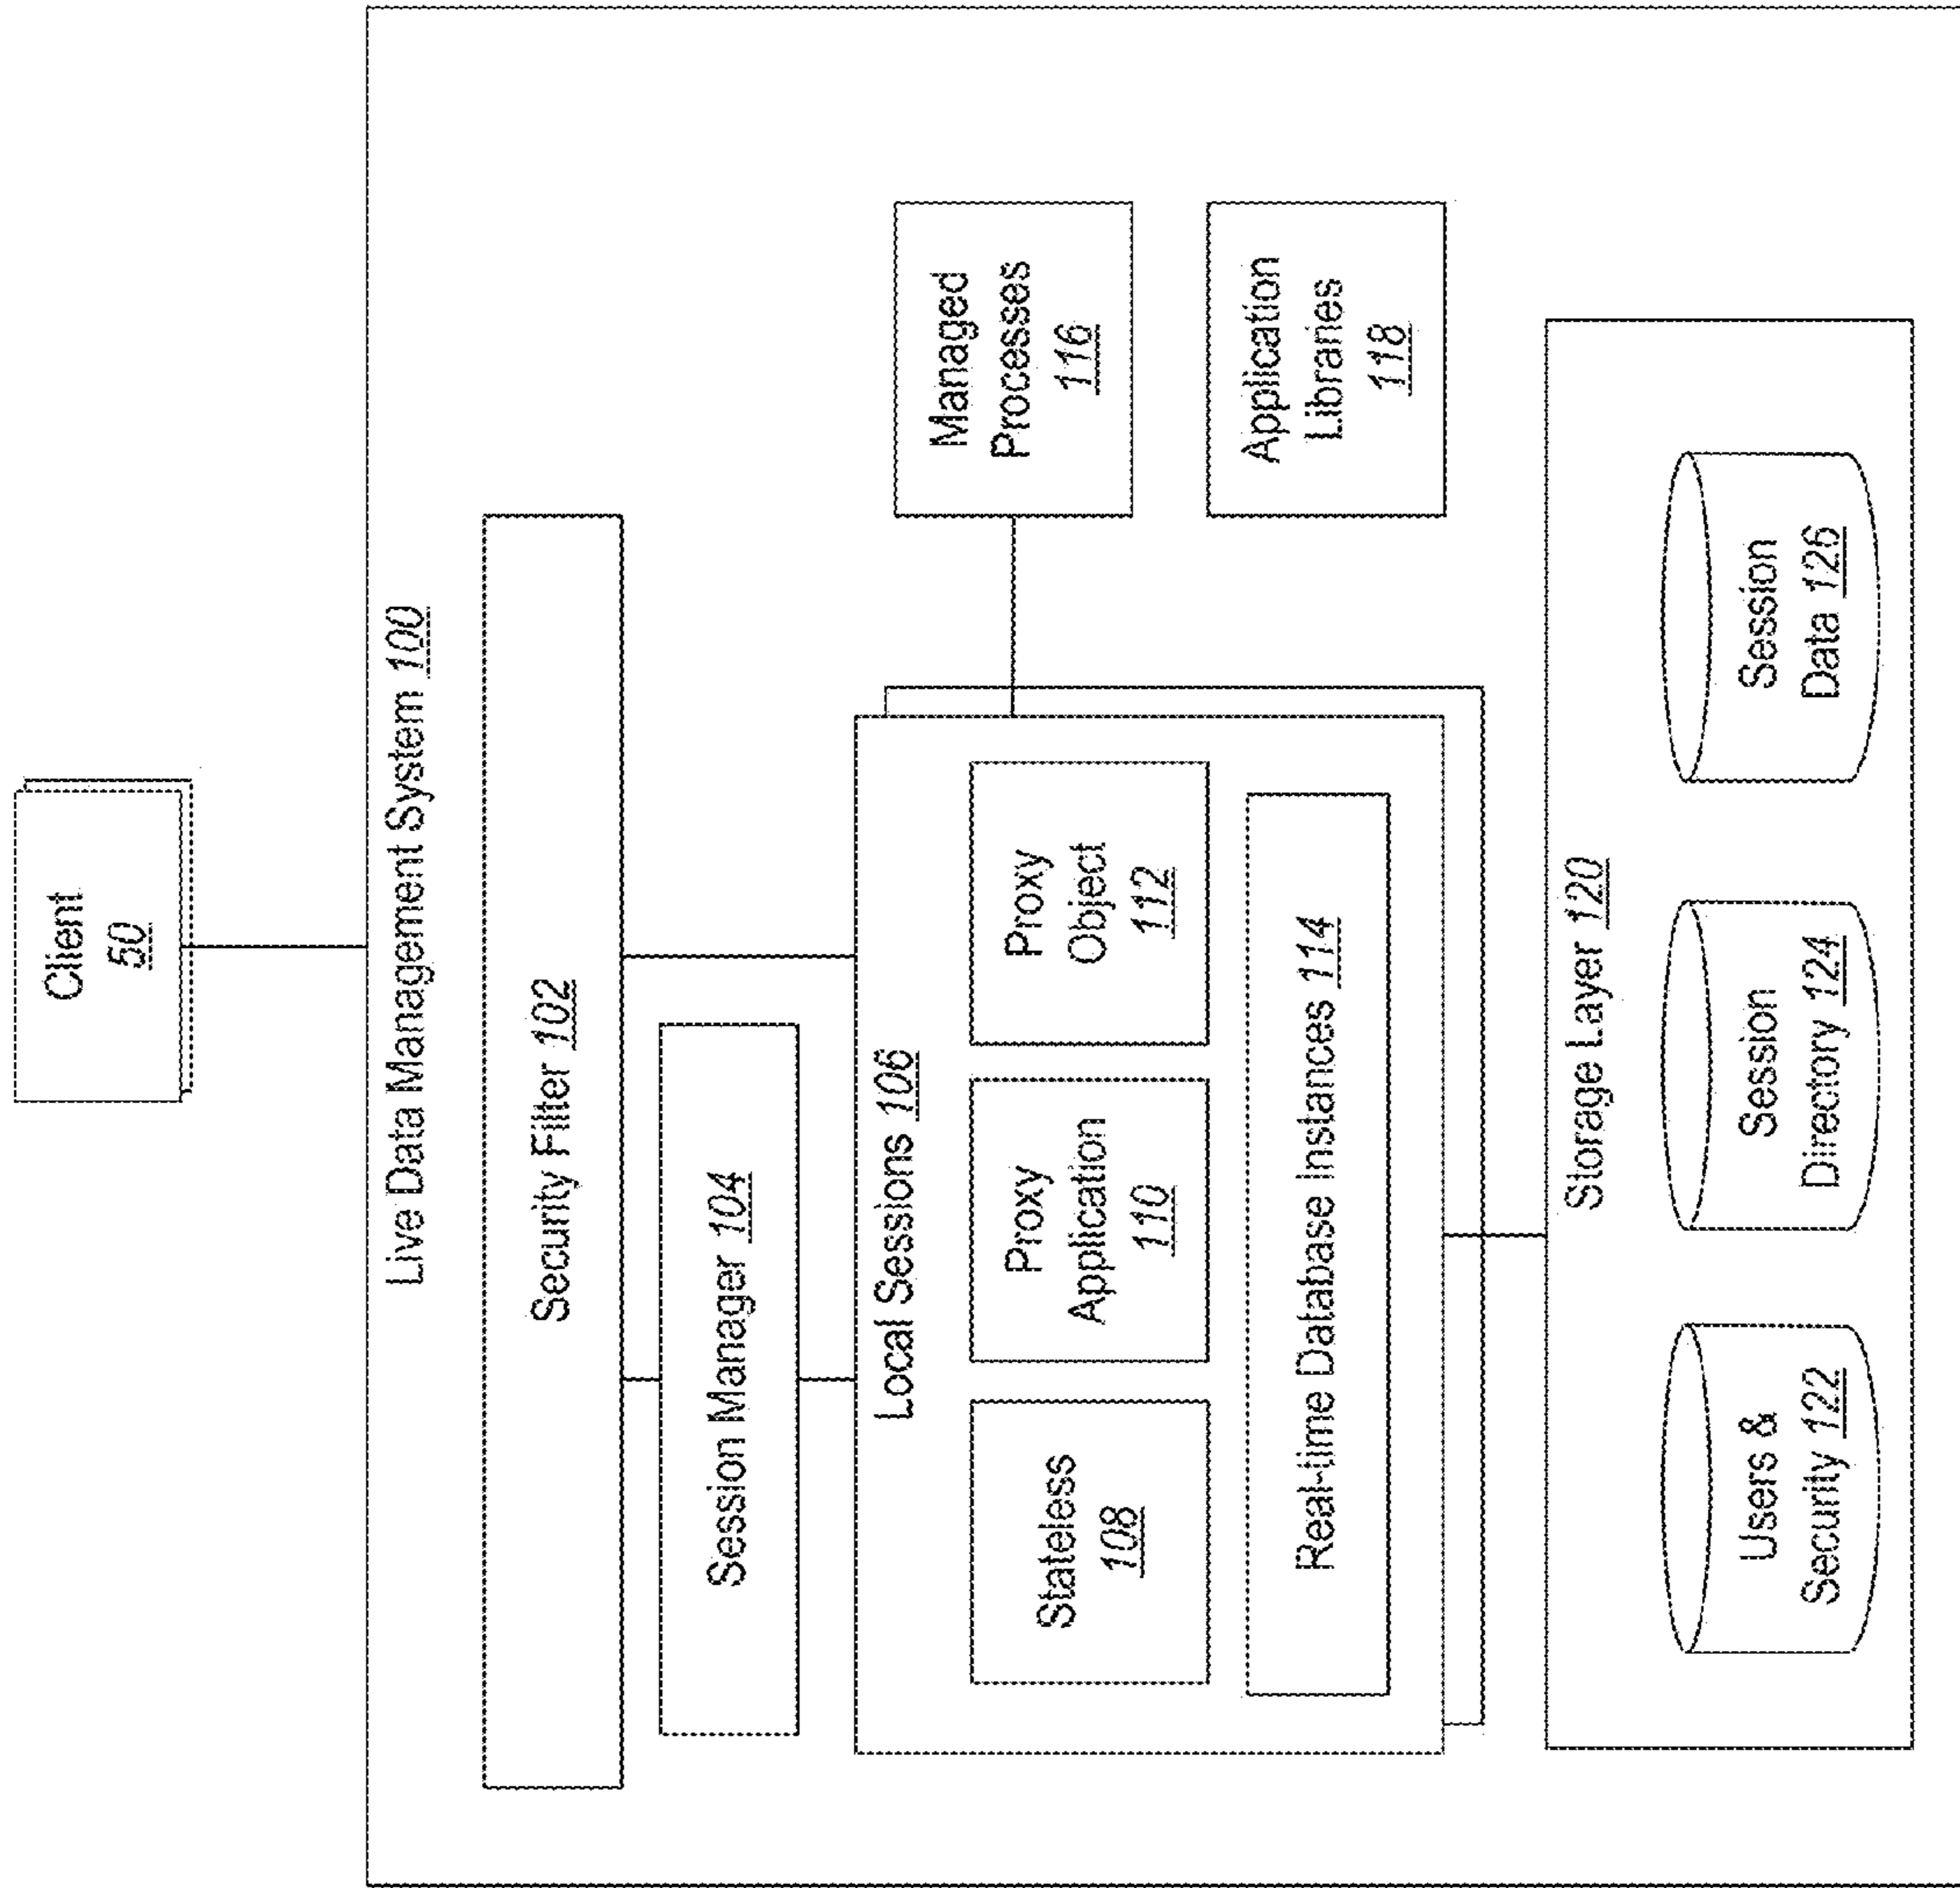 Client
50
Live Data Management System 100
Security Filter 102
Session Manager 104
Local Sessions 106
Stateless
108
Proxy
Application
110
Proxy
Object
112
Real-time Database Instances 114
Managed
Processes
116
Application
Libraries
118
Storage Layer 120
Users &
Security 122
Session
Directory 124
Session
Data 126